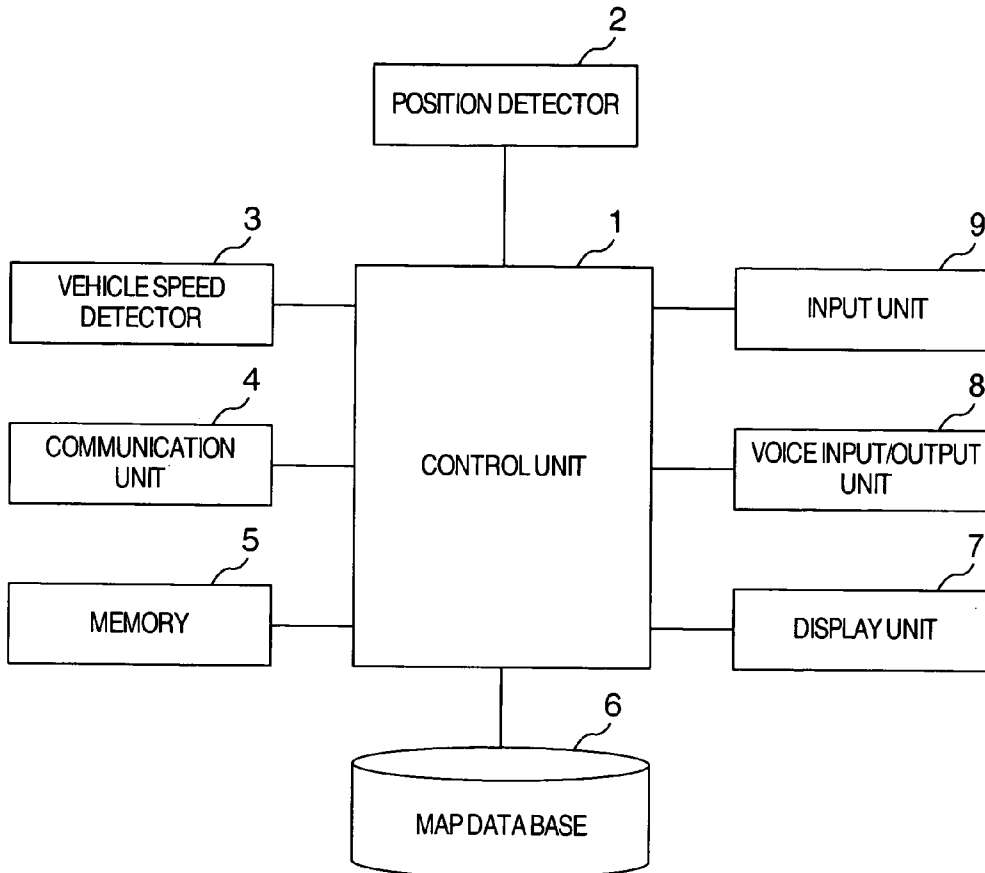 2
POSITION DETECTOR
3
VEHICLE SPEED
DETECTOR
1
CONTROL UNIT
9
INPUT UNIT
4
COMMUNICATION
UNIT
8
VOICE INPUT/OUTPUT
UNIT
5
MEMORY
7
DISPLAY UNIT
6
MAP DATA BASE